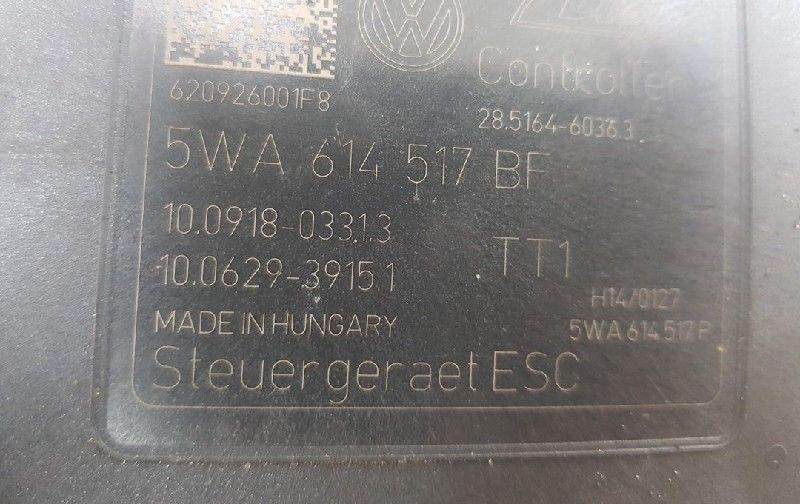 Controller
620926001F8
28.5164-6036.3
5WA 614 517 BF
10.0918-0331.3
10.0629-3915.1
TT1
H14/0127
MADE IN HUNGARY
5WA 614 517 P
Steuergeraet ESC